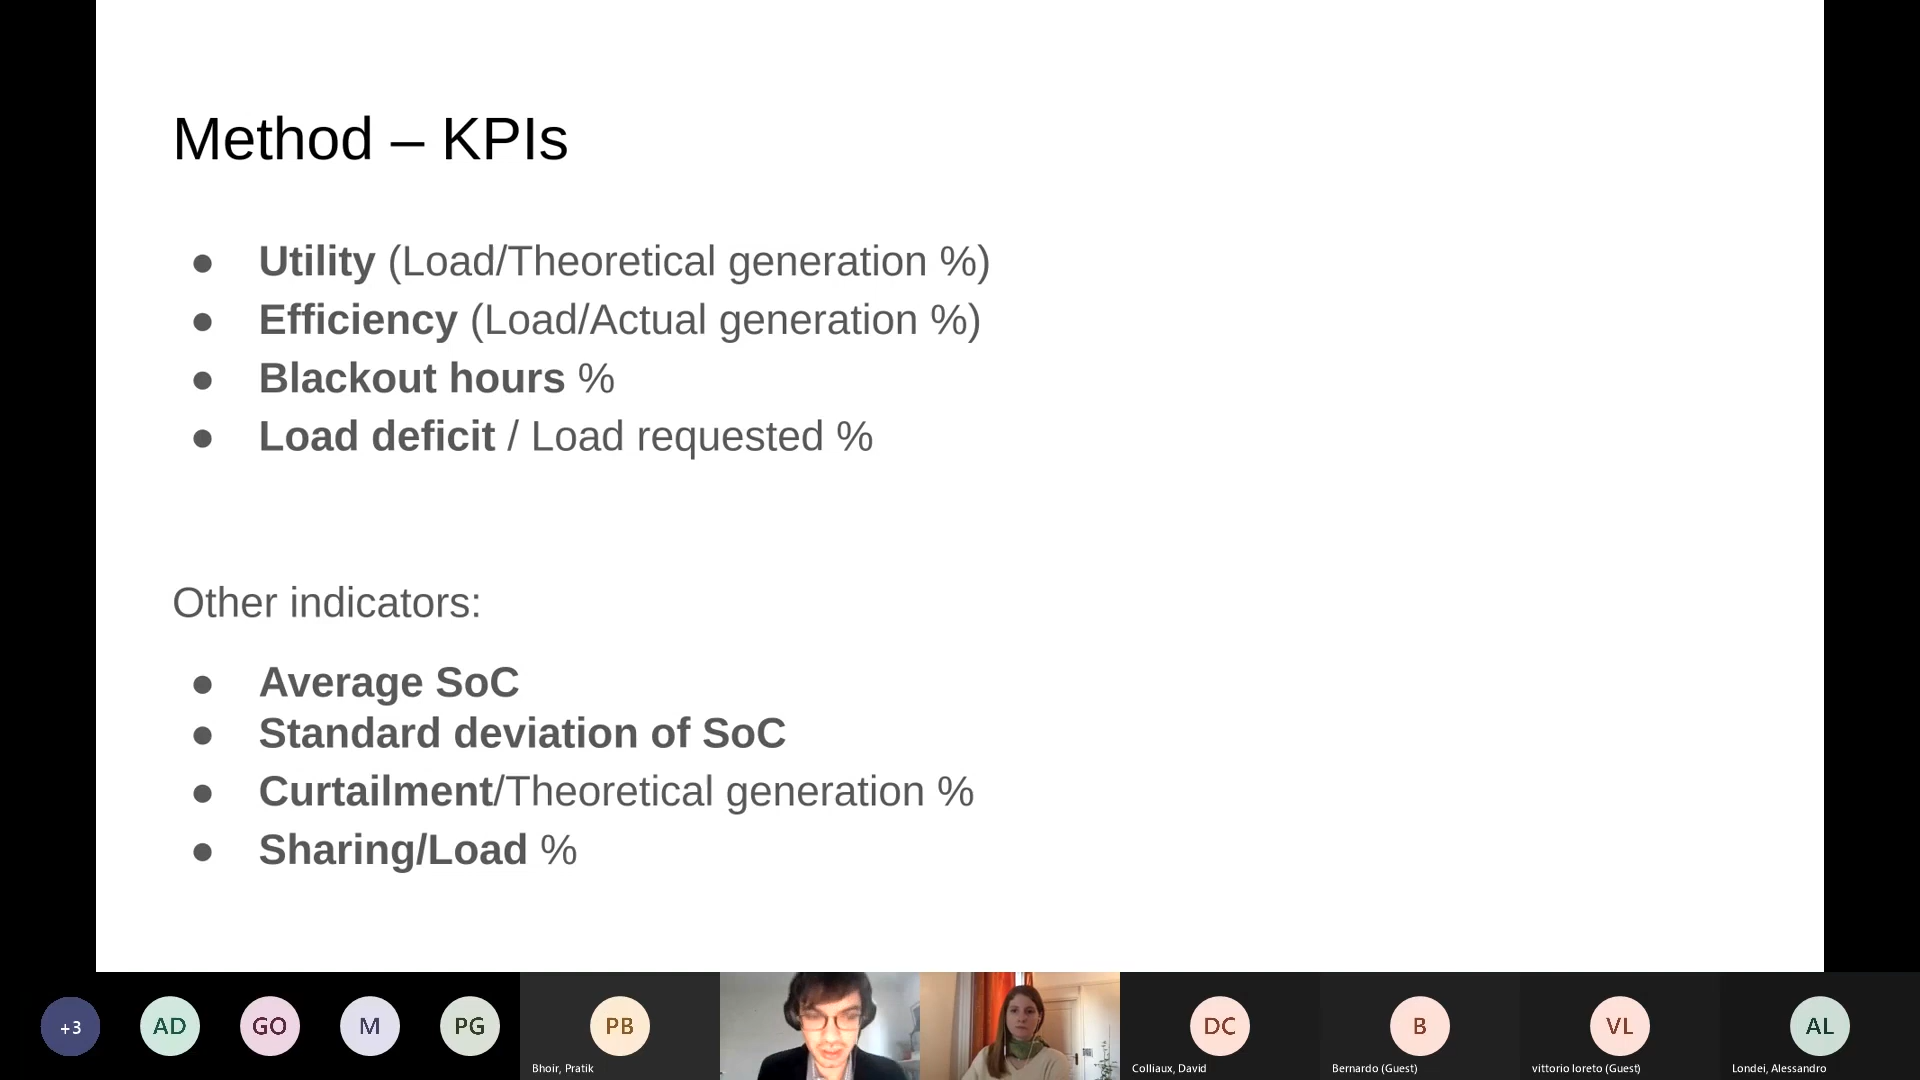 Method – KPIs
● Utility (Load/Theoretical generation %)
● Efficiency (Load/Actual generation %)
● Blackout hours %
● Load deficit / Load requested %
Other indicators:
● Average SoC
● Standard deviation of SoC
● Curtailment/Theoretical generation %
● Sharing/Load %
+3
AD
GO
M
PG
PB
DC
B
VL
AL
Bhoir, Pratik
Colliaux, David
Bernardo (Guest)
vittorio loreto (Guest)
Londei, Alessandro